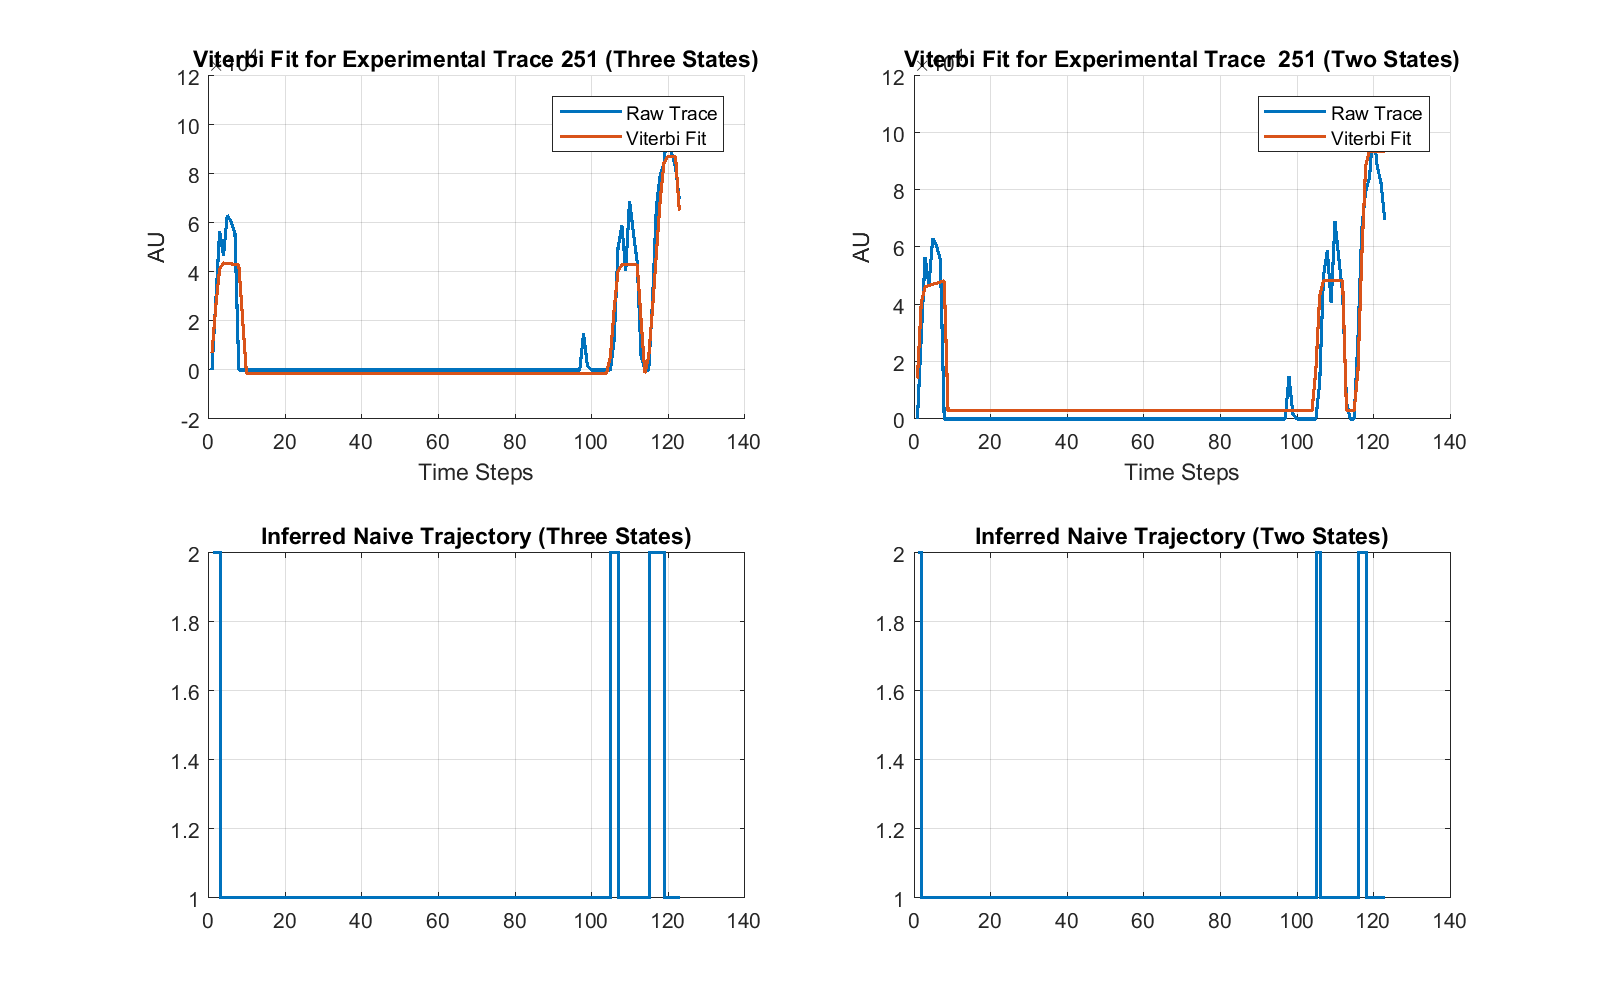 Viterbi Fit for Experimental Trace 251 (Three States)
12
10
8
6
4
2
0
-2
AU
Raw Trace
Viterbi Fit
0 20 40 60 80 100 120 140
Time Steps
Viterbi Fit for Experimental Trace 251 (Two States)
12
10
8
6
4
2
0
AU
Raw Trace
Viterbi Fit
0 20 40 60 80 100 120 140
Time Steps
Inferred Naive Trajectory (Three States)
2
1.8
1.6
1.4
1.2
1
0 20 40 60 80 100 120 140
Inferred Naive Trajectory (Two States)
2
1.8
1.6
1.4
1.2
1
0 20 40 60 80 100 120 140